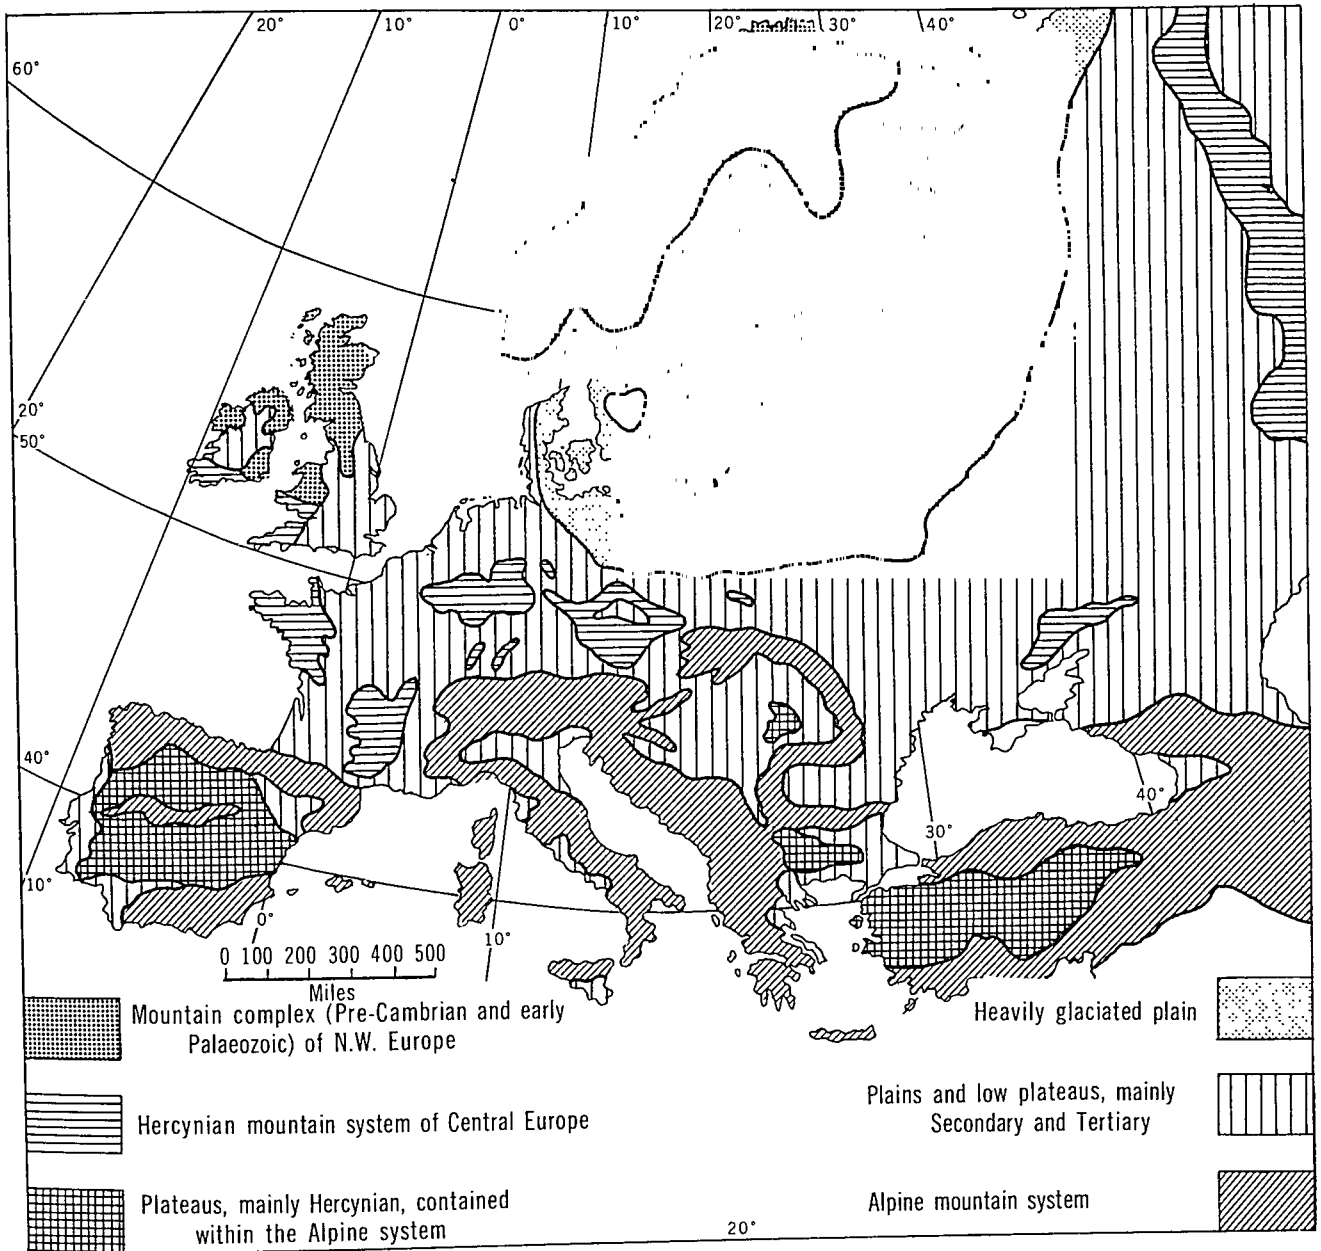 20° 10° 0° 10° 20° 30° 40°
60°
20°
50°
40°
40°
30°
10°
0°
10°
0 100 200 300 400 500
Miles
Mountain complex (Pre-Cambrian and early
Palaeozoic) of N.W. Europe
Heavily glaciated plain
Hercynian mountain system of Central Europe
Plains and low plateaus, mainly
Secondary and Tertiary
Plateaus, mainly Hercynian, contained
within the Alpine system
Alpine mountain system
20°